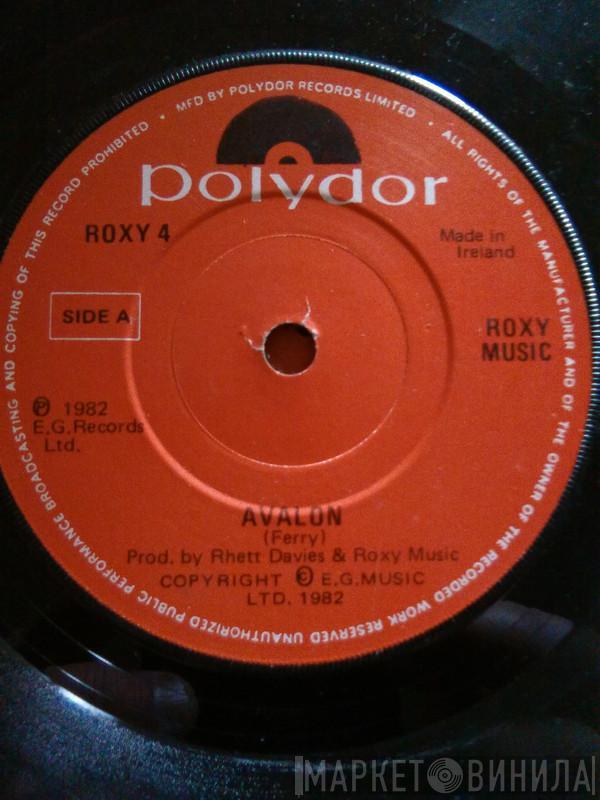 MFD BY POLYDOR RECORDS LIMITED • ALL RIGHTS OF THE MANUFACTURER AND OF THE OWNER OF THE RECORDED WORK RESERVED UNAUTHORIZED PUBLIC PERFORMANCE BROADCASTING AND COPYING OF THIS RECORD PROHIBITED •
polydor
ROXY 4
Made in
Ireland
SIDE A
ROXY
MUSIC
℗ 1982
E.G. Records
Ltd.
AVALON
(Ferry)
Prod. by Rhett Davies & Roxy Music
COPYRIGHT © E.G. MUSIC
LTD. 1982
МАРКЕТ ВИНИЛА